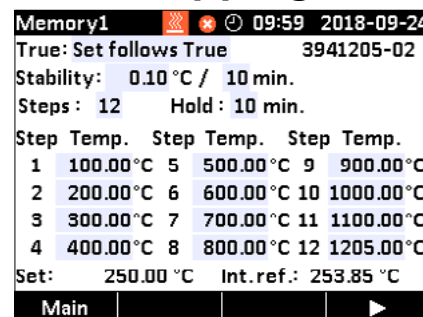 Memory1 09:59 2018-09-24
True: Set follows True 3941205-02
Stability: 0.10 °C / 10 min.
Steps: 12 Hold: 10 min.
Step Temp. Step Temp. Step Temp.
1 100.00°C 5 500.00°C 9 900.00°C
2 200.00°C 6 600.00°C 10 1000.00°C
3 300.00°C 7 700.00°C 11 1100.00°C
4 400.00°C 8 800.00°C 12 1205.00°C
Set: 250.00 °C Int.ref.: 253.85 °C
Main